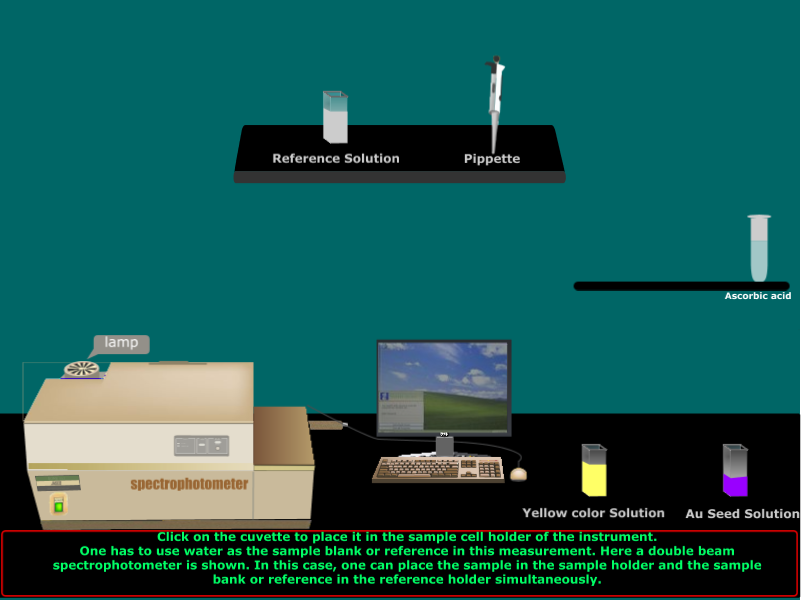 Reference Solution
Pippette
Ascorbic acid
lamp
spectrophotometer
Yellow color Solution
Au Seed Solution
Click on the cuvette to place it in the sample cell holder of the instrument.
One has to use water as the sample blank or reference in this measurement. Here a double beam
spectrophotometer is shown. In this case, one can place the sample in the sample holder and the sample
bank or reference in the reference holder simultaneously.